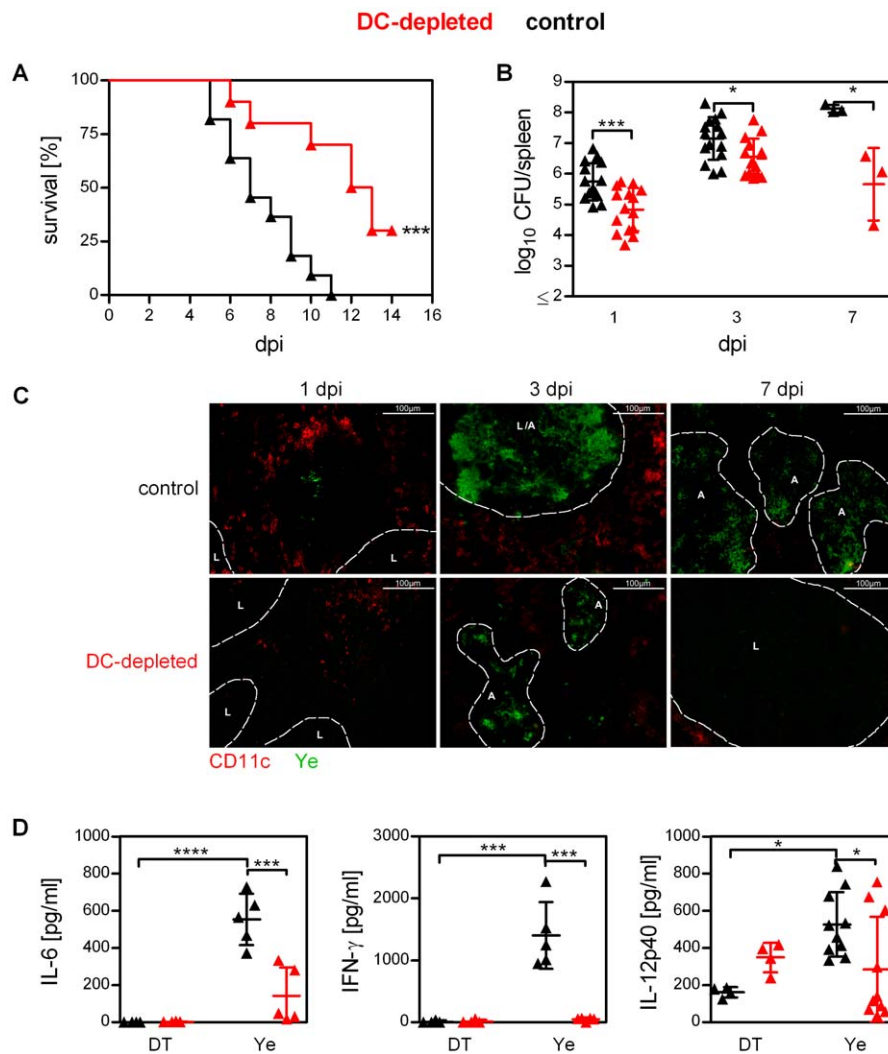 DC-depleted control
A
survival [%]
100
75
50
25
0
***
0 2 4 6 8 10 12 14 16
dpi
B
log10 CFU/spleen
9
8
7
6
5
4
3
≤ 2
*** * *
1 3 7
dpi
C
1 dpi 3 dpi 7 dpi
control
100µm 100µm 100µm
L L
L/A
A A A
DC-depleted
100µm 100µm 100µm
L L L
A A
L
CD11c Ye
D
IL-6 [pg/ml]
1000
800
600
400
200
0
**** ***
DT Ye
IFN-γ [pg/ml]
3000
2000
1000
0
*** ***
DT Ye
IL-12p40 [pg/ml]
1000
800
600
400
200
0
* *
DT Ye